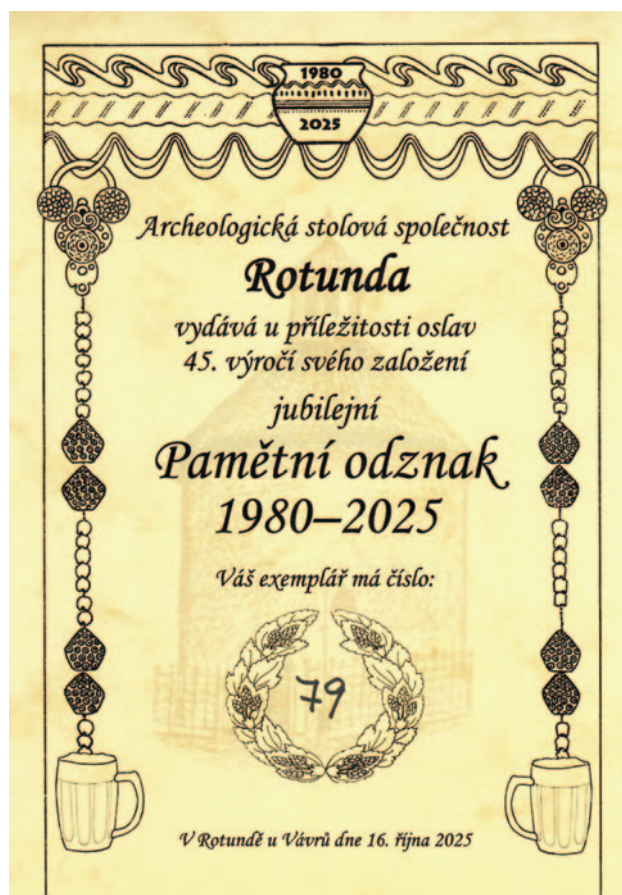 1980
2025
Archeologická stolová společnost
Rotunda
vydává u příležitosti oslav
45. výročí svého založení
jubilejní
Pamětní odznak
1980–2025
Váš exemplář má číslo:
79
V Rotundě u Vávrů dne 16. října 2025